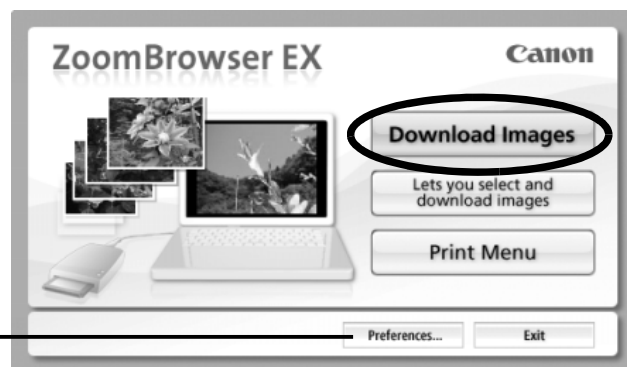 ZoomBrowser EX
Canon
Download Images
Lets you select and
download images
Print Menu
Preferences...
Exit